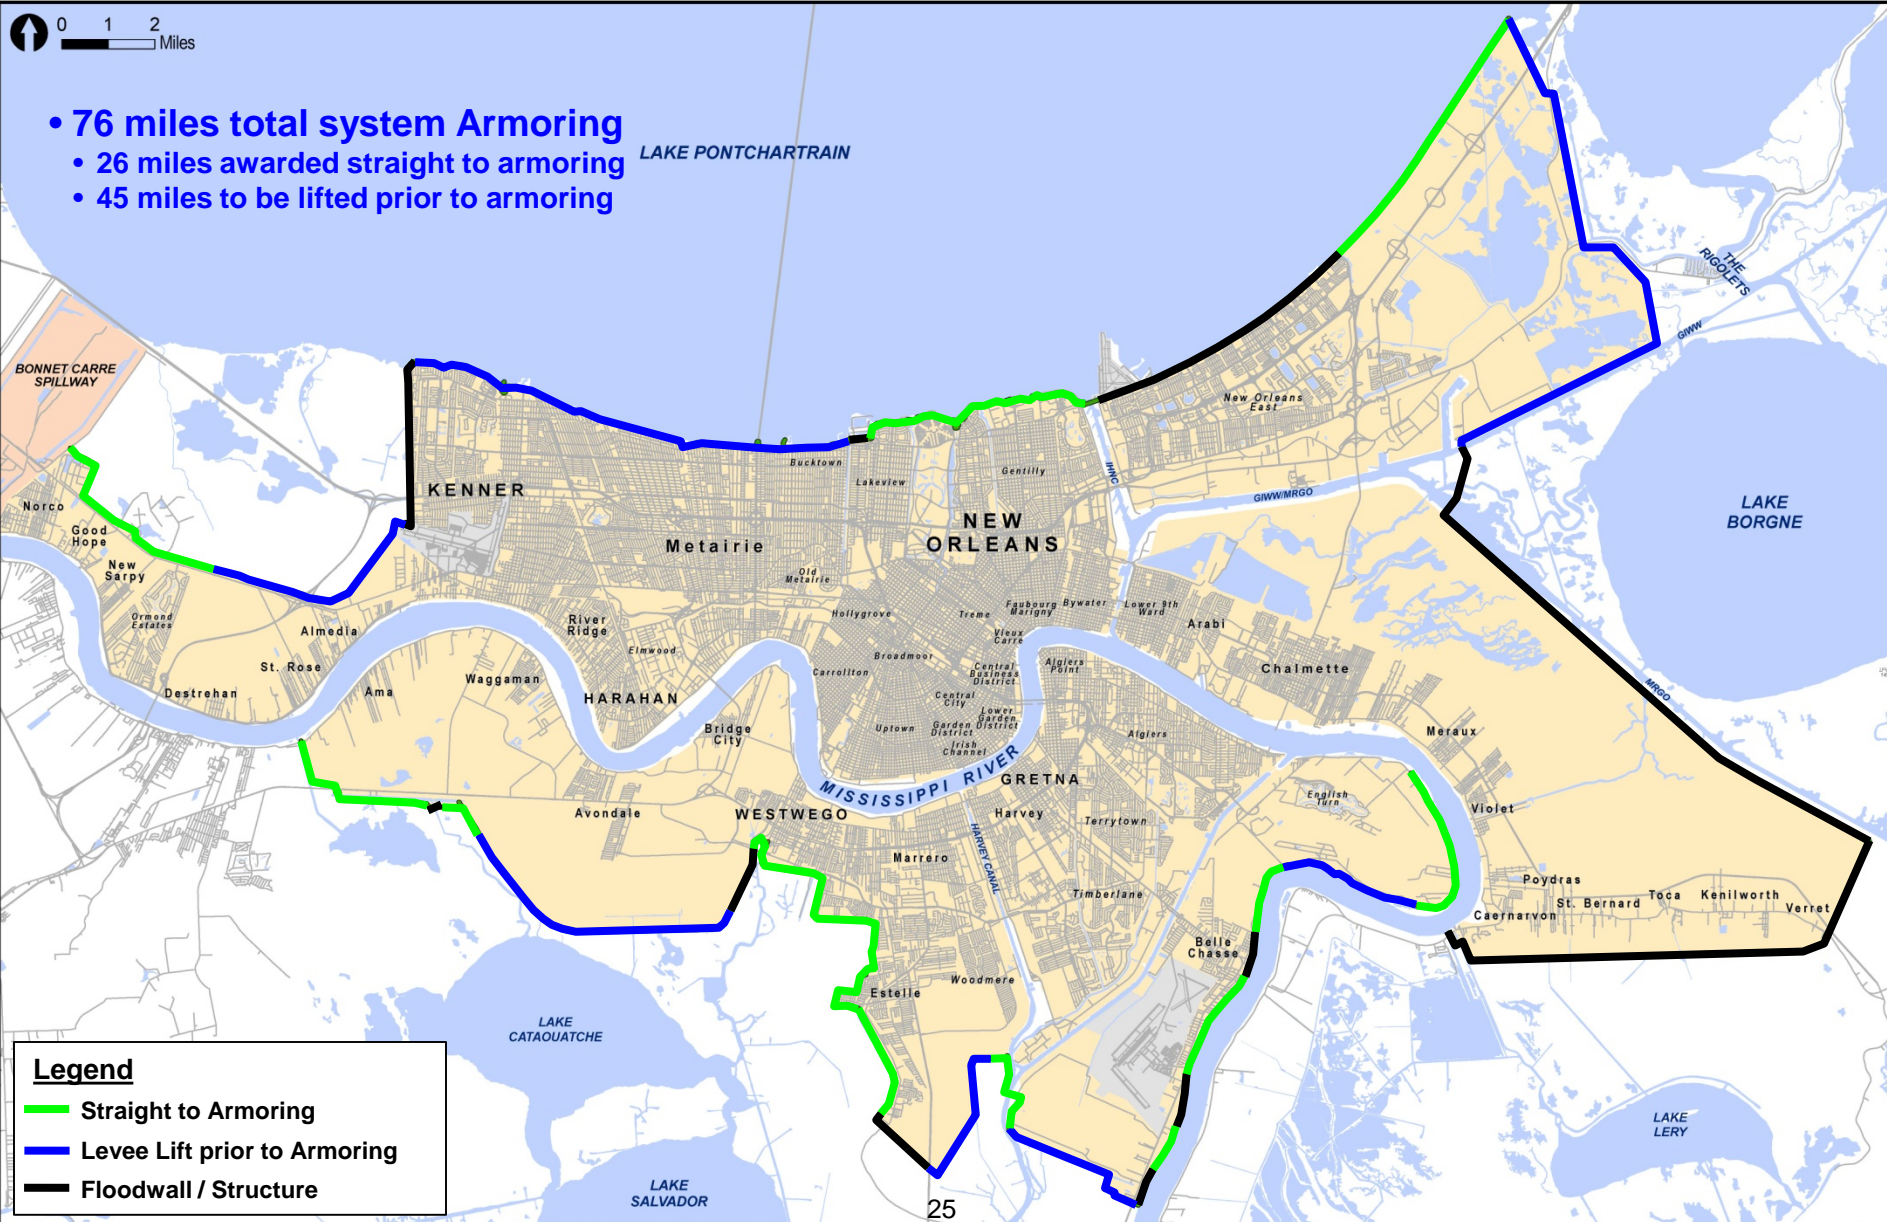 0 1 2
Miles
• 76 miles total system Armoring
• 26 miles awarded straight to armoring
• 45 miles to be lifted prior to armoring
LAKE PONTCHARTRAIN
BONNET CARRE
SPILLWAY
THE
RIGOLETS
GIWW
LAKE
BORGNE
New Orleans
East
KENNER
Bucktown
Lakeview
Gentilly
IHNC
GIWW/MRGO
Norco
Good
Hope
New
Sarpy
Ormond
Estates
Metairie
Old
Metairie
NEW
ORLEANS
Almedia
St. Rose
Destrehan
Ama
Waggaman
River
Ridge
Elmwood
HARAHAN
Hollygrove
Treme
Faubourg
Marigny
Bywater
Lower 9th
Ward
Arabi
Vieux
Carre
Broadmoor
Carrollton
Central
Business
District
Algiers
Point
Chalmette
Central
City
Lower
Garden
District
Garden
District
Uptown
Irish
Channel
Algiers
MRGO
Meraux
Bridge
City
MISSISSIPPI RIVER
GRETNA
Avondale
WESTWEGO
Harvey
Terrytown
English
Turn
Violet
HARVEY CANAL
Marrero
Timberlane
Poydras
St. Bernard
Toca
Kenilworth
Verret
Caernarvon
Belle
Chasse
Woodmere
Estelle
LAKE
CATAOUATCHE
LAKE
SALVADOR
LAKE
LERY
Legend
Straight to Armoring
Levee Lift prior to Armoring
Floodwall / Structure
25